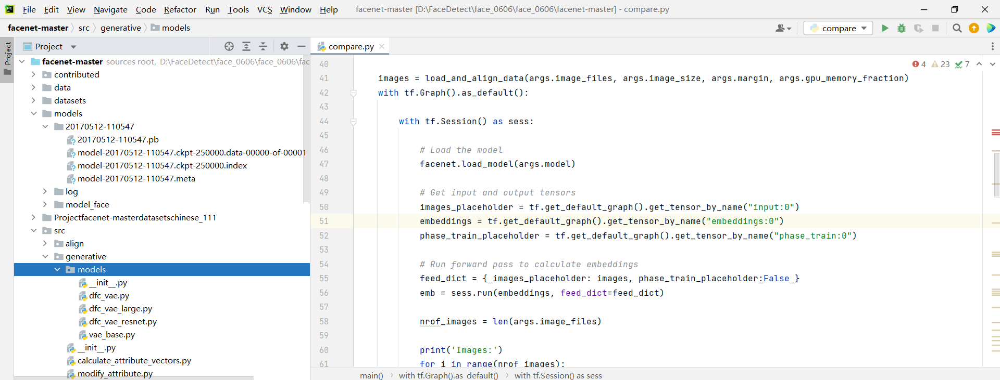 PC File Edit View Navigate Code Refactor Run Tools VCS Window Help facenet-master [D:\FaceDetect\face_0606\face_0606\facenet-master] - compare.py
facenet-master src generative models compare
Project
Project
compare.py
facenet-master sources root, D:\FaceDetect\face_0606\face_0606\fac
contributed
data
datasets
models
20170512-110547
20170512-110547.pb
model-20170512-110547.ckpt-250000.data-00000-of-00001
model-20170512-110547.ckpt-250000.index
model-20170512-110547.meta
log
model_face
Projectfacenet-masterdatasetschinese_111
src
align
generative
models
__init__.py
dfc_vae.py
dfc_vae_large.py
dfc_vae_resnet.py
vae_base.py
__init__.py
calculate_attribute_vectors.py
modify_attribute.py
4 23 7
40
41 images = load_and_align_data(args.image_files, args.image_size, args.margin, args.gpu_memory_fraction)
42 with tf.Graph().as_default():
43
44 with tf.Session() as sess:
45
46 # Load the model
47 facenet.load_model(args.model)
48
49 # Get input and output tensors
50 images_placeholder = tf.get_default_graph().get_tensor_by_name("input:0")
51 embeddings = tf.get_default_graph().get_tensor_by_name("embeddings:0")
52 phase_train_placeholder = tf.get_default_graph().get_tensor_by_name("phase_train:0")
53
54 # Run forward pass to calculate embeddings
55 feed_dict = { images_placeholder: images, phase_train_placeholder:False }
56 emb = sess.run(embeddings, feed_dict=feed_dict)
57
58 nrof_images = len(args.image_files)
59
60 print('Images:')
61 for i in range(nrof_images):
main() with tf.Graph().as_default() with tf.Session() as sess